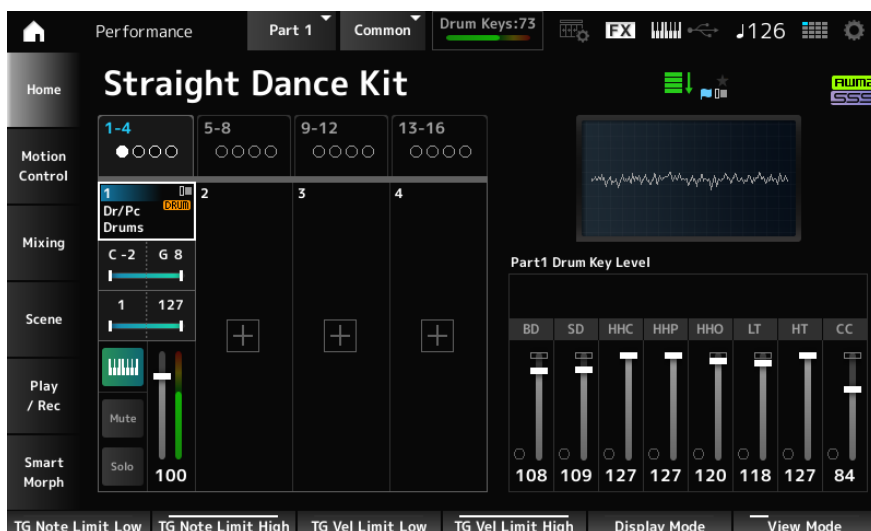 Performance
Part 1
Common
Drum Keys:73
FX
♩126
Home
Straight Dance Kit
1-4
5-8
9-12
13-16
Motion
Control
1
DRUM
Dr/Pc
Drums
2
3
4
Mixing
C -2
G 8
Part1 Drum Key Level
Scene
1
127
BD
SD
HHC
HHP
HHO
LT
HT
CC
Play
/ Rec
Mute
Smart
Morph
Solo
100
108
109
127
127
120
118
127
84
TG Note Limit Low
TG Note Limit High
TG Vel Limit Low
TG Vel Limit High
Display Mode
View Mode